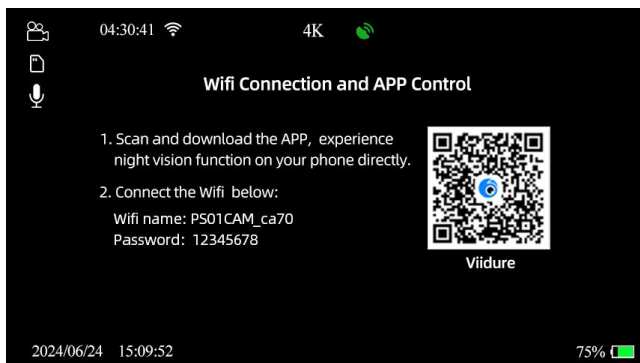 04:30:41 4K
Wifi Connection and APP Control
1. Scan and download the APP, experience
night vision function on your phone directly.
2. Connect the Wifi below:
Wifi name: PS01CAM_ca70
Password: 12345678
Viidure
2024/06/24 15:09:52 75%